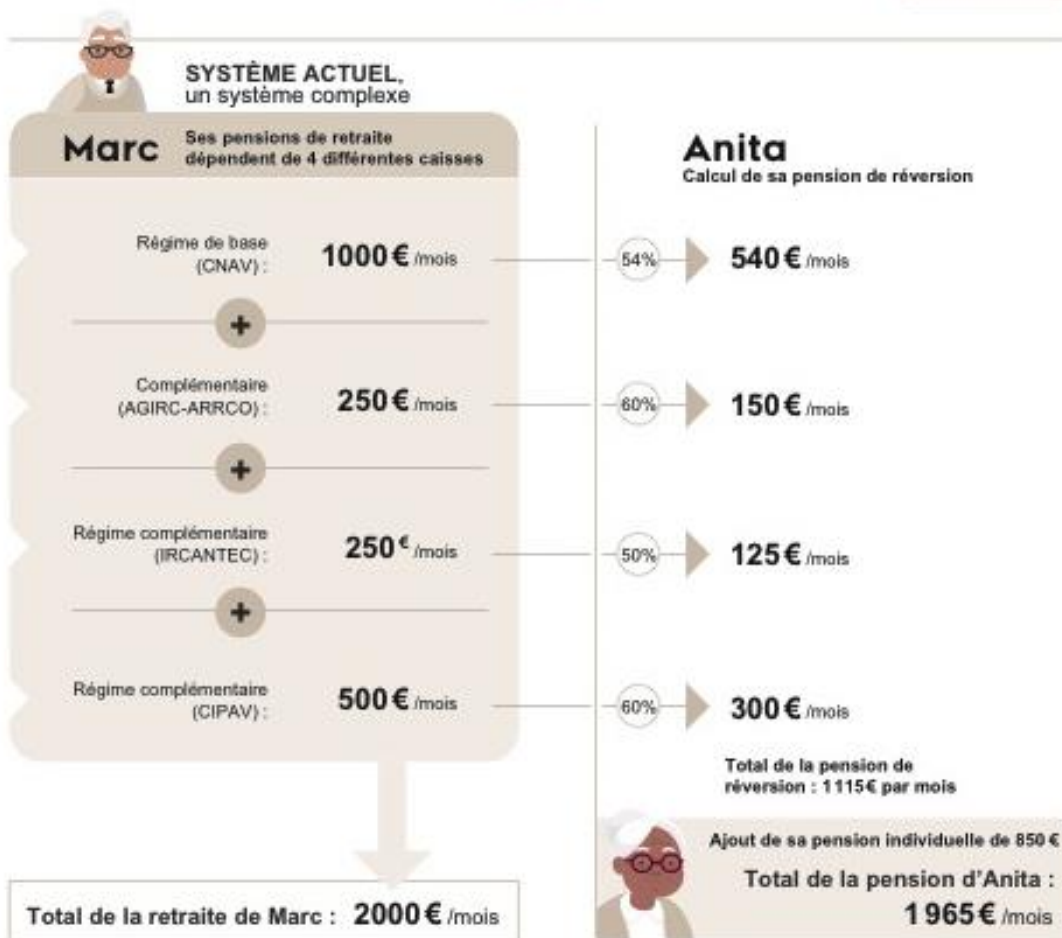 SYSTÈME ACTUEL,
un système complexe
Marc
Ses pensions de retraite
dépendent de 4 différentes caisses
Anita
Calcul de sa pension de réversion
Régime de base
(CNAV) :
1000 € /mois
54%
540 € /mois
+
Complémentaire
(AGIRC-ARRCO) :
250 € /mois
60%
150 € /mois
+
Régime complémentaire
(IRCANTEC) :
250 € /mois
50%
125 € /mois
+
Régime complémentaire
(CIPAV) :
500 € /mois
60%
300 € /mois
Total de la pension de
réversion : 1115€ par mois
Ajout de sa pension individuelle de 850 €
Total de la pension d'Anita :
1 965 € /mois
Total de la retraite de Marc : 2000 € /mois